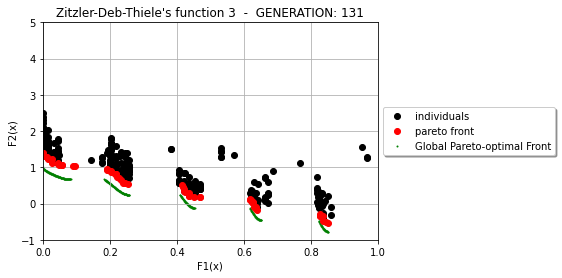 Zitzler-Deb-Thiele's function 3 - GENERATION: 131
5
4
3
2
1
0
−1
F2(x)
0.0 0.2 0.4 0.6 0.8 1.0
F1(x)
individuals
pareto front
Global Pareto-optimal Front